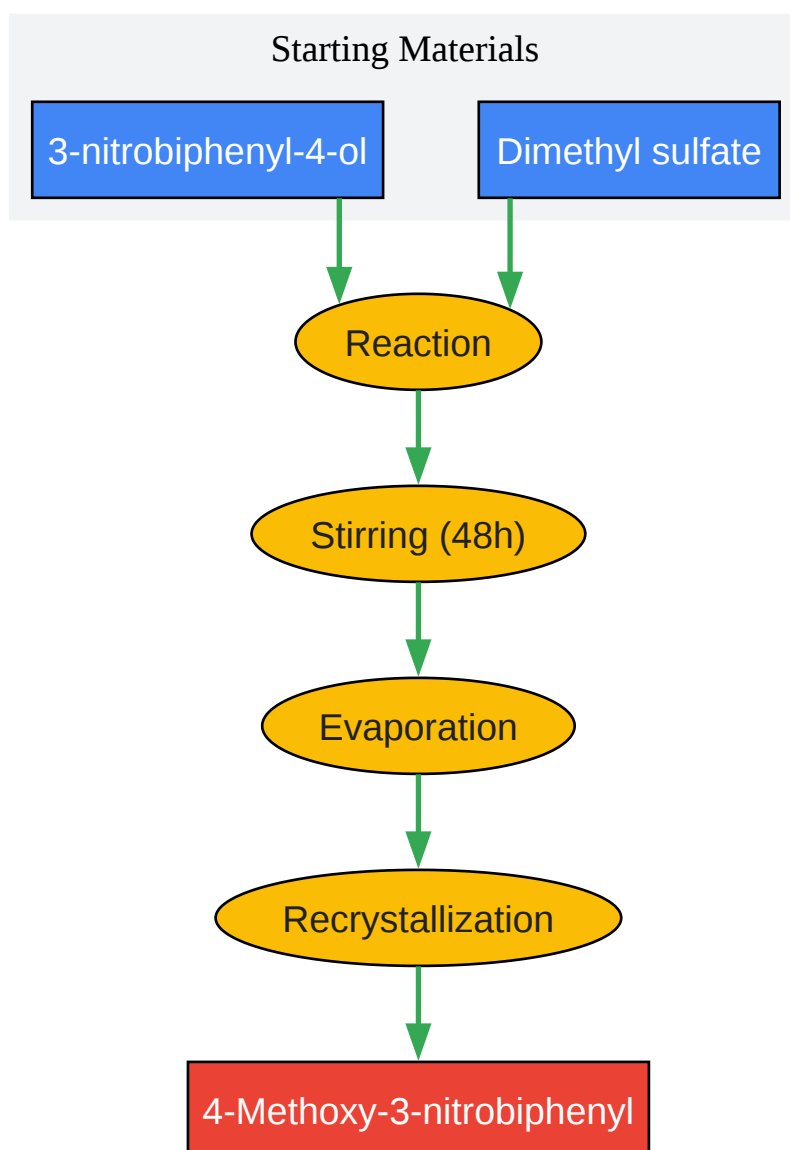 Starting Materials
3-nitrobiphenyl-4-ol
Dimethyl sulfate
Reaction
Stirring (48h)
Evaporation
Recrystallization
4-Methoxy-3-nitrobiphenyl